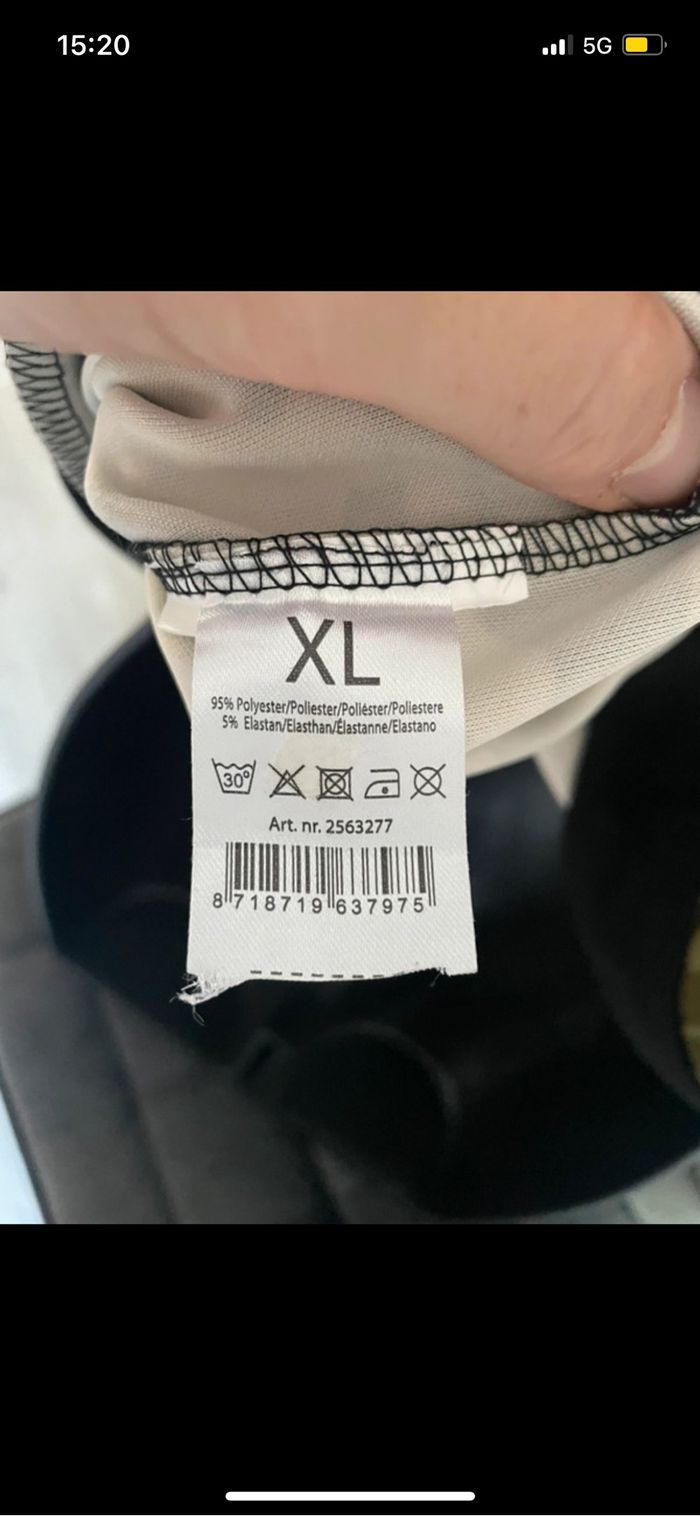 15:20 5G
XL
95% Polyester/Poliester/Poliéster/Poliestere
5% Elastan/Elasthan/Élastanne/Elastano
30°
Art. nr. 2563277
8 718719 637975